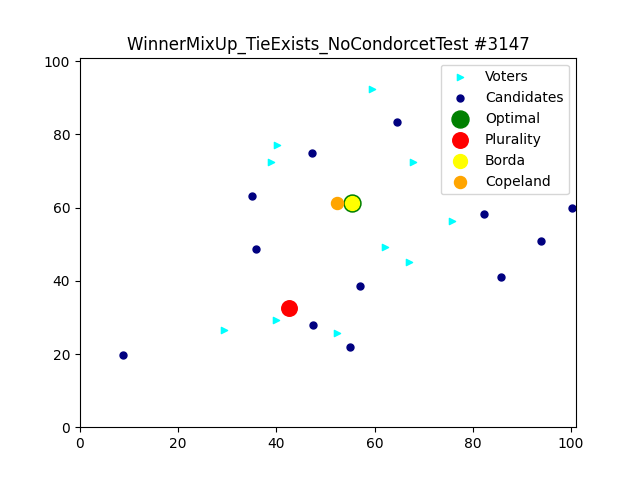 WinnerMixUp_TieExists_NoCondorcetTest #3147
100
80
60
40
20
0
0 20 40 60 80 100
Voters
Candidates
Optimal
Plurality
Borda
Copeland